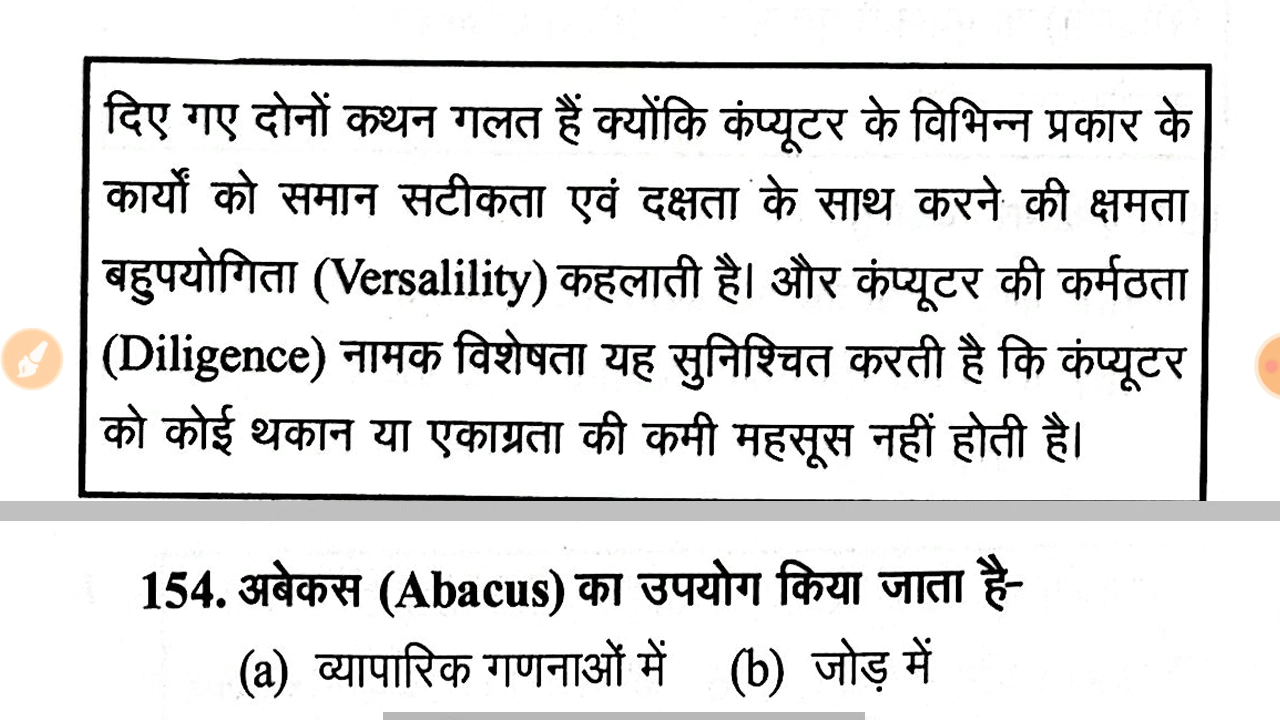 दिए गए दोनों कथन गलत हैं क्योंकि कंप्यूटर के विभिन्न प्रकार के
कार्यों को समान सटीकता एवं दक्षता के साथ करने की क्षमता
बहुपयोगिता (Versalility) कहलाती है। और कंप्यूटर की कर्मठता
(Diligence) नामक विशेषता यह सुनिश्चित करती है कि कंप्यूटर
को कोई थकान या एकाग्रता की कमी महसूस नहीं होती है।
154. अबेकस (Abacus) का उपयोग किया जाता है-
(a) व्यापारिक गणनाओं में (b) जोड़ में